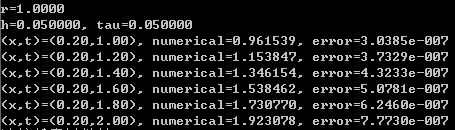 r=1.0000
h=0.050000, tau=0.050000
(x,t)=(0.20,1.00), numerical=0.961539, error=3.0385e-007
(x,t)=(0.20,1.20), numerical=1.153847, error=3.7329e-007
(x,t)=(0.20,1.40), numerical=1.346154, error=4.3233e-007
(x,t)=(0.20,1.60), numerical=1.538462, error=5.0781e-007
(x,t)=(0.20,1.80), numerical=1.730770, error=6.2460e-007
(x,t)=(0.20,2.00), numerical=1.923078, error=7.7730e-007